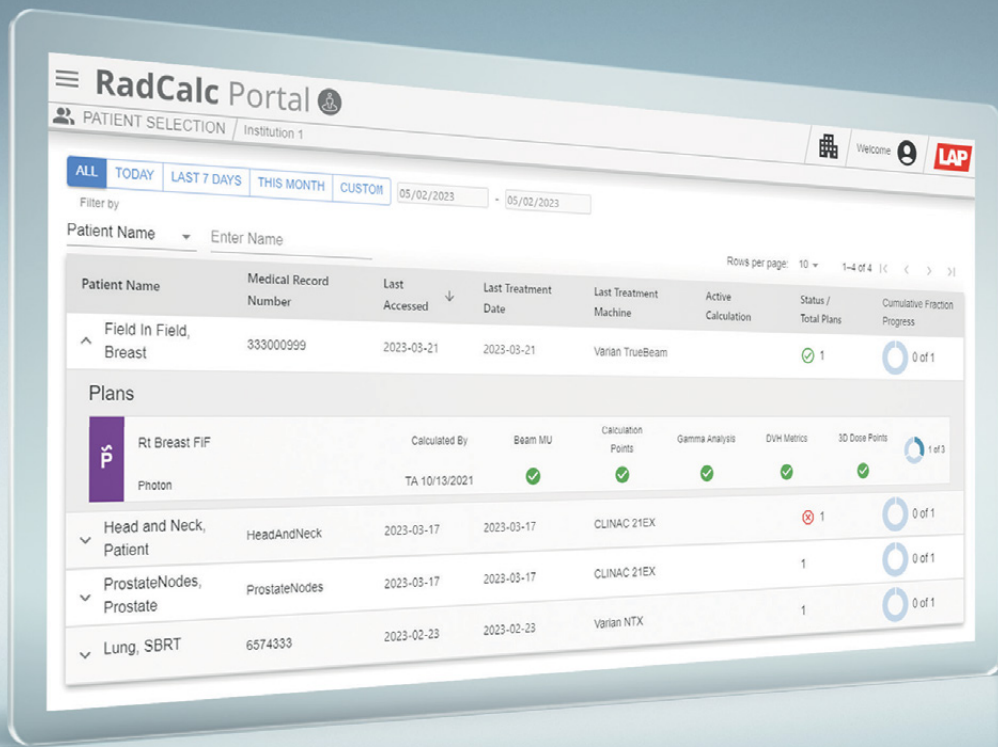 RadCalc Portal
PATIENT SELECTION / Institution 1
Welcome
LAP
ALL TODAY LAST 7 DAYS THIS MONTH CUSTOM 05/02/2023 - 05/02/2023
Filter by
Patient Name Enter Name
Rows per page: 10 1–4 of 4
Patient Name Medical Record Number Last Accessed Last Treatment Date Last Treatment Machine Active Calculation Status / Total Plans Cumulative Fraction Progress
Field In Field, Breast 333000999 2023-03-21 2023-03-21 Varian TrueBeam 1 0 of 1
Plans
Rt Breast FiF Calculated By Beam MU Calculation Points Gamma Analysis DVH Metrics 3D Dose Points 1 of 3
Photon TA 10/13/2021
Head and Neck, Patient HeadAndNeck 2023-03-17 2023-03-17 CLINAC 21EX 1 0 of 1
ProstateNodes, Prostate ProstateNodes 2023-03-17 2023-03-17 CLINAC 21EX 1 0 of 1
Lung, SBRT 6574333 2023-02-23 2023-02-23 Varian NTX 1 0 of 1